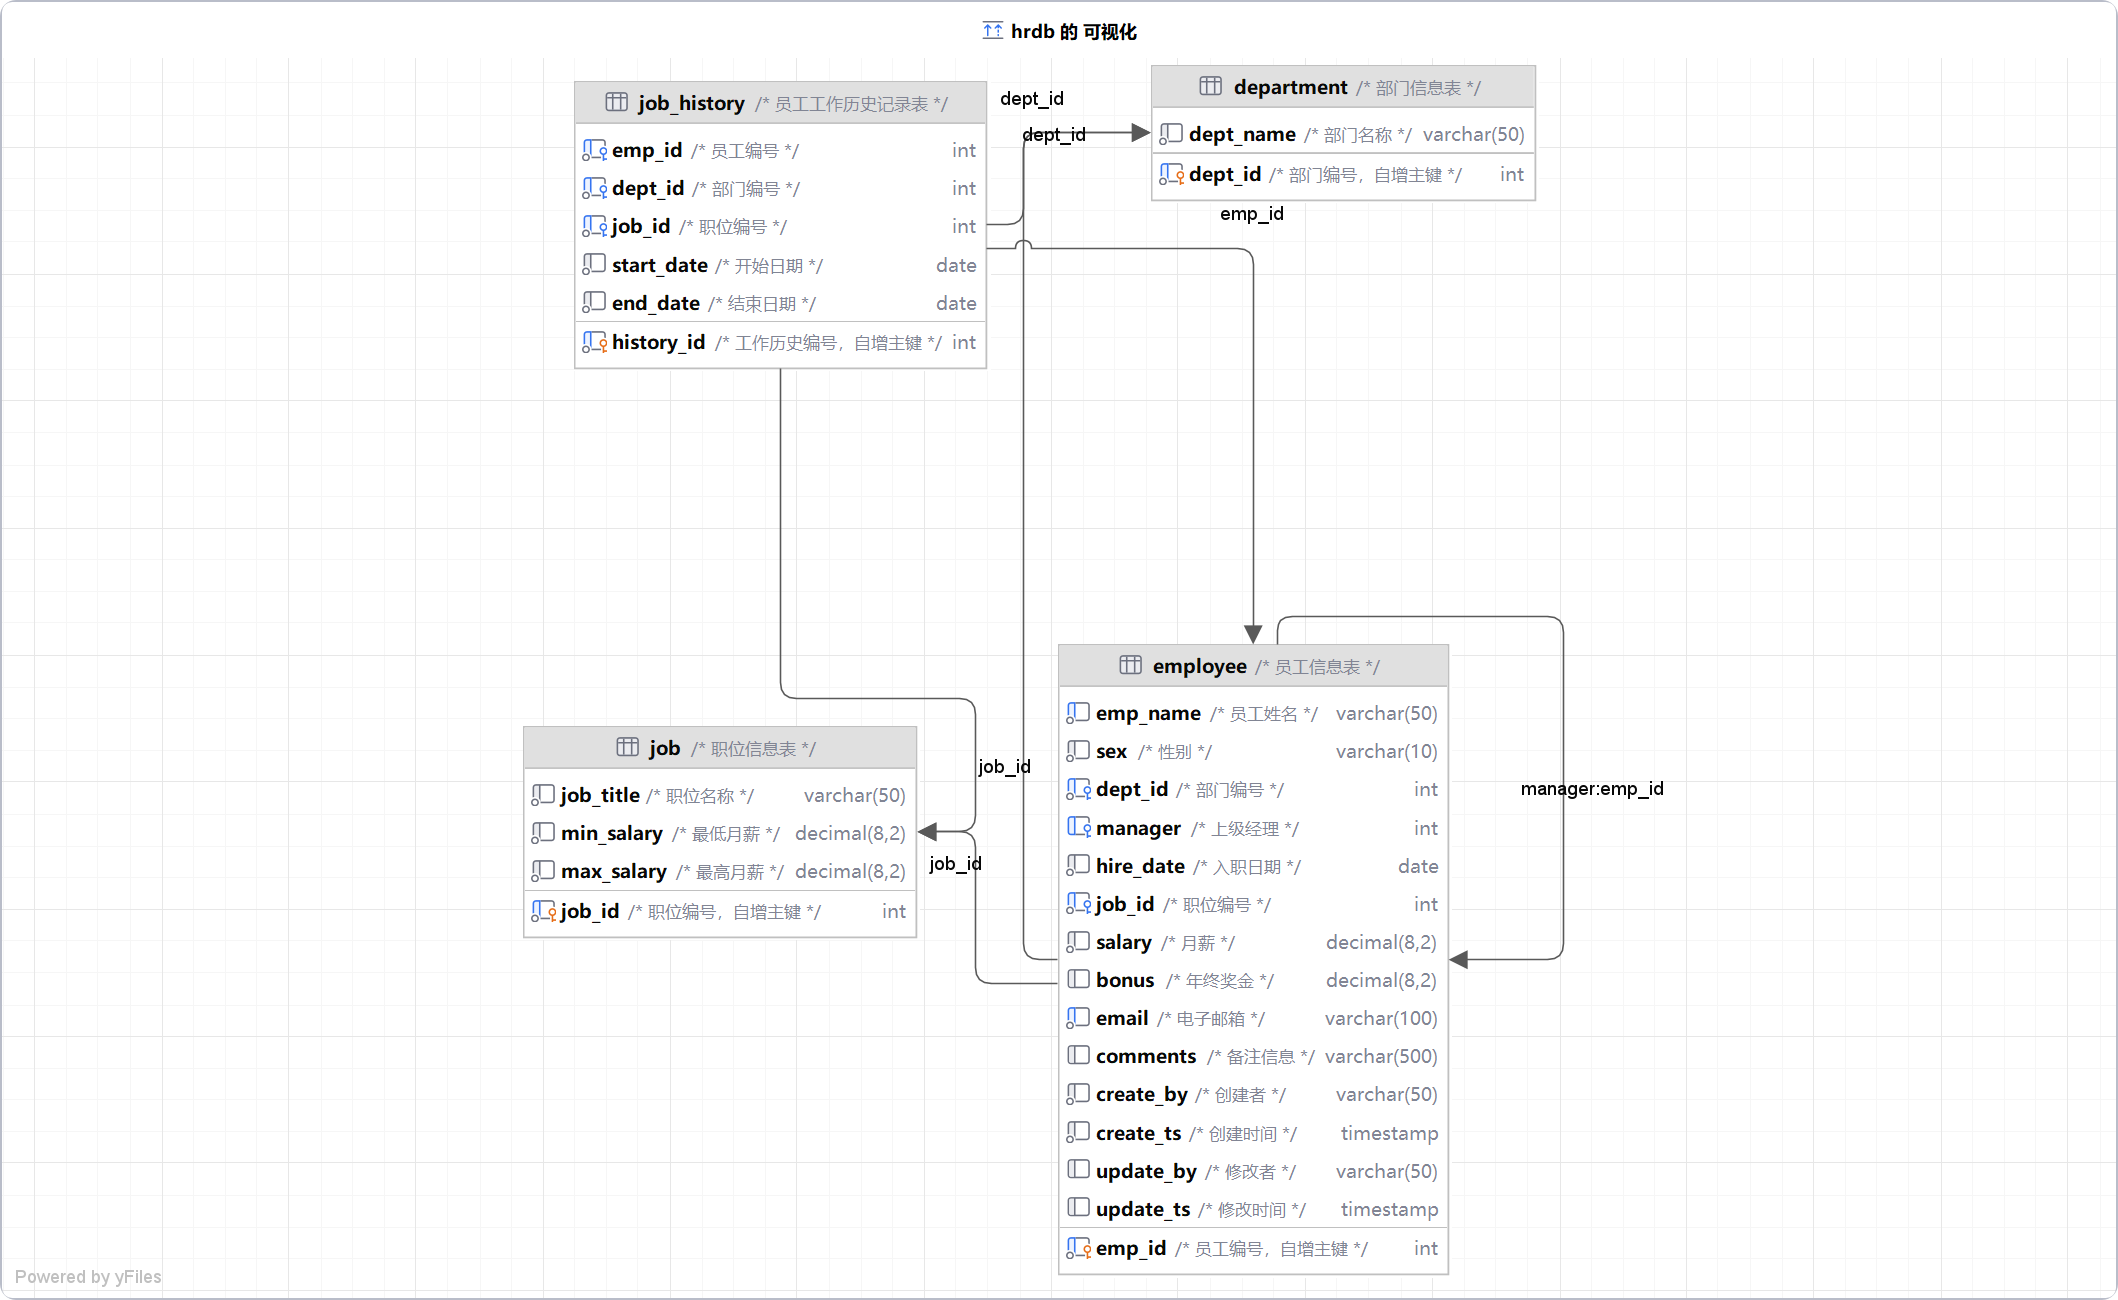 hrdb 的 可视化
job_history /* 员工工作历史记录表 */
emp_id /* 员工编号 */ int
dept_id /* 部门编号 */ int
job_id /* 职位编号 */ int
start_date /* 开始日期 */ date
end_date /* 结束日期 */ date
history_id /* 工作历史编号，自增主键 */ int
dept_id
dept_id
department /* 部门信息表 */
dept_name /* 部门名称 */ varchar(50)
dept_id /* 部门编号，自增主键 */ int
emp_id
job /* 职位信息表 */
job_title /* 职位名称 */ varchar(50)
min_salary /* 最低月薪 */ decimal(8,2)
max_salary /* 最高月薪 */ decimal(8,2)
job_id /* 职位编号，自增主键 */ int
job_id
job_id
employee /* 员工信息表 */
emp_name /* 员工姓名 */ varchar(50)
sex /* 性别 */ varchar(10)
dept_id /* 部门编号 */ int
manager /* 上级经理 */ int
hire_date /* 入职日期 */ date
job_id /* 职位编号 */ int
salary /* 月薪 */ decimal(8,2)
bonus /* 年终奖金 */ decimal(8,2)
email /* 电子邮箱 */ varchar(100)
comments /* 备注信息 */ varchar(500)
create_by /* 创建者 */ varchar(50)
create_ts /* 创建时间 */ timestamp
update_by /* 修改者 */ varchar(50)
update_ts /* 修改时间 */ timestamp
emp_id /* 员工编号，自增主键 */ int
manager:emp_id
Powered by yFiles